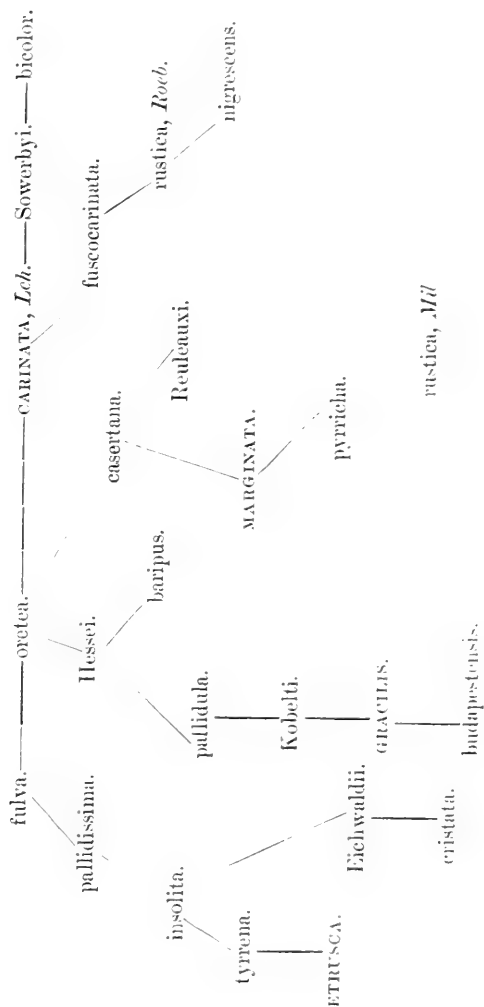 fulva.——oretea.——CARINATA, Lch.——Sowerbyi.——bicolor.
pallidissima. Hessei. fuscocarinata.
casertana.
baripus. rustica, Roeb.
insolita. Reuleauxi.
pallidula. nigrescens.
tyrrena. MARGINATA.
Kobelti.
ETRUSCA. Eichwaldii. pyrricha.
GRACILIS.
cristata. rustica, Mil
budapestensis.